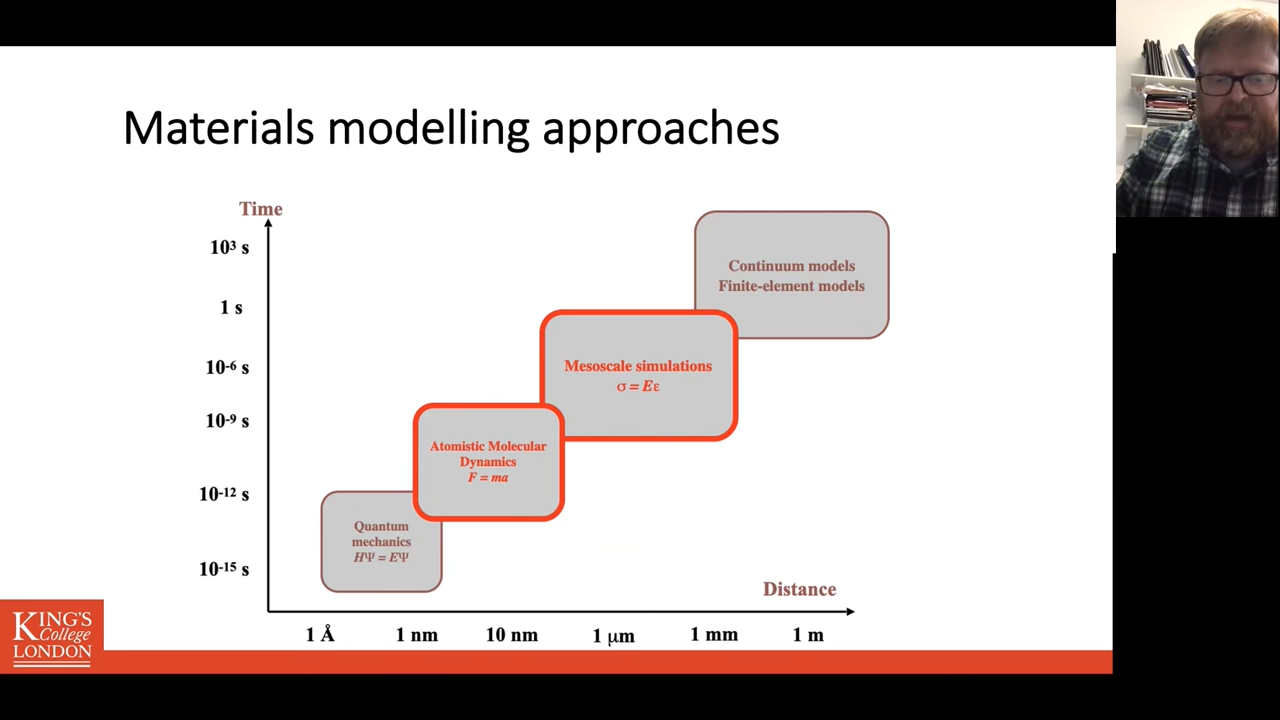 Materials modelling approaches
Time
10³ s
1 s
10⁻⁶ s
10⁻⁹ s
10⁻¹² s
10⁻¹⁵ s
Continuum models
Finite-element models
Mesoscale simulations
σ = Eε
Atomistic Molecular
Dynamics
F = ma
Quantum
mechanics
HΨ = EΨ
Distance
1 Å
1 nm
10 nm
1 μm
1 mm
1 m
KING'S
College
LONDON